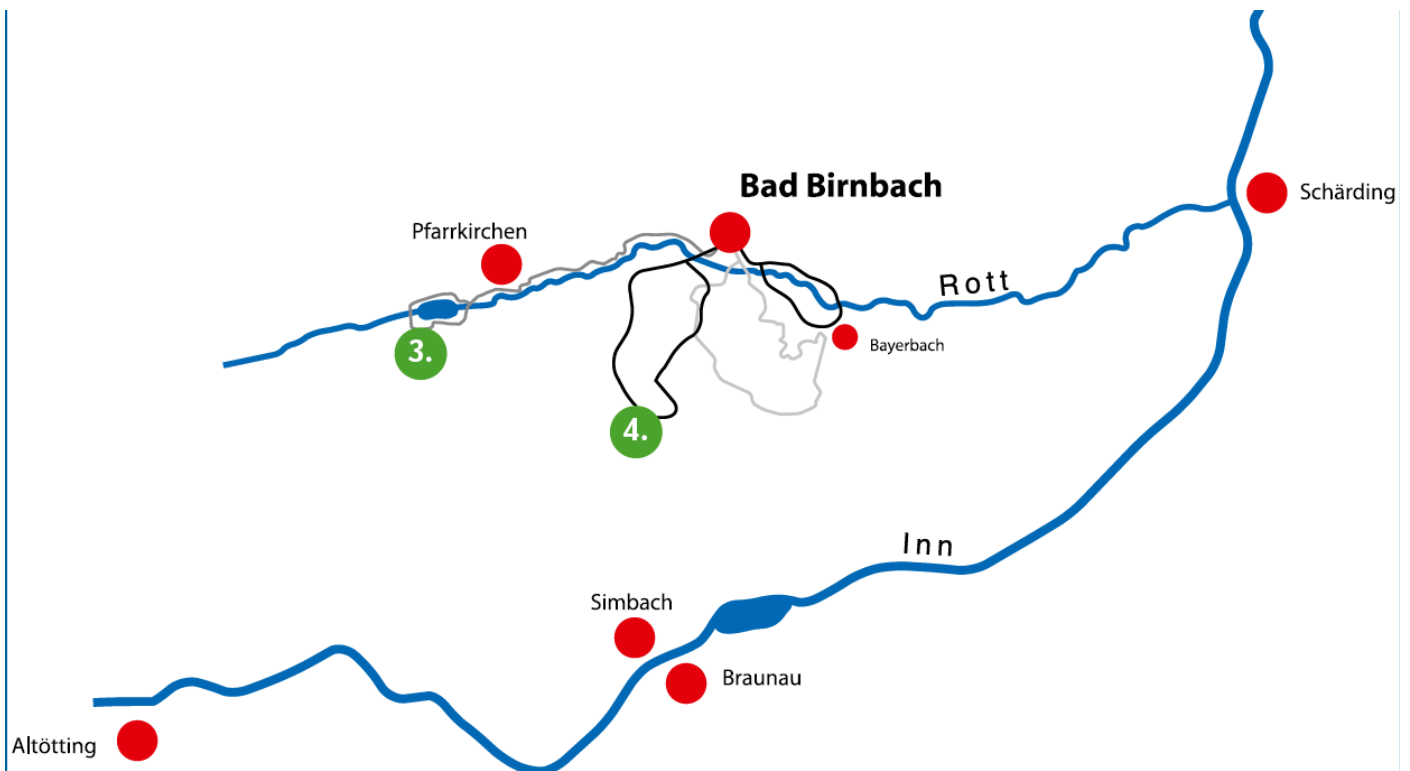 Bad Birnbach
Schärding
Pfarrkirchen
Rott
Bayerbach
3.
4.
Inn
Simbach
Braunau
Altötting